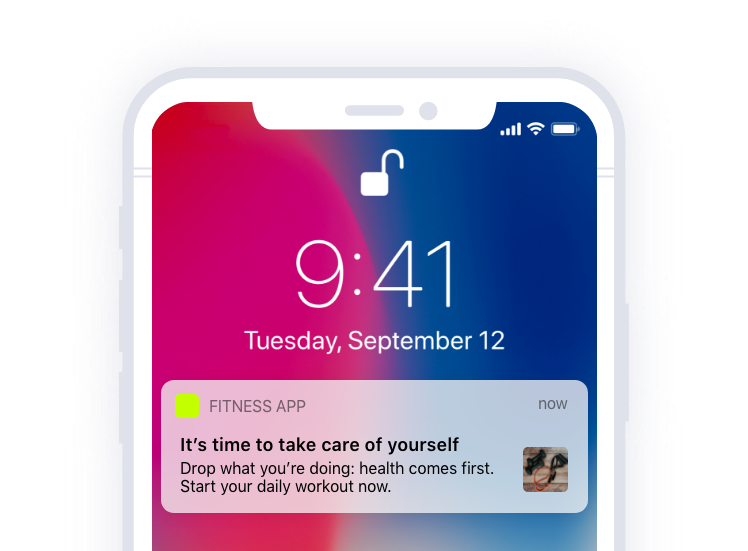 9:41
Tuesday, September 12
FITNESS APP now
It’s time to take care of yourself
Drop what you’re doing: health comes first.
Start your daily workout now.